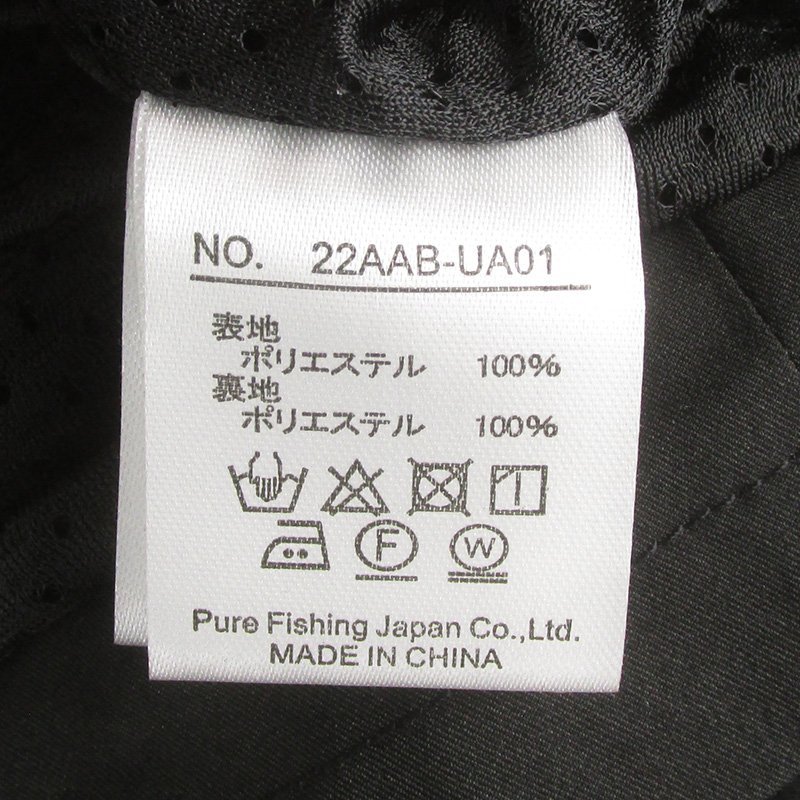 NO. 22AAB-UA01
表地
ポリエステル 100%
裏地
ポリエステル 100%
F W
Pure Fishing Japan Co.,Ltd.
MADE IN CHINA